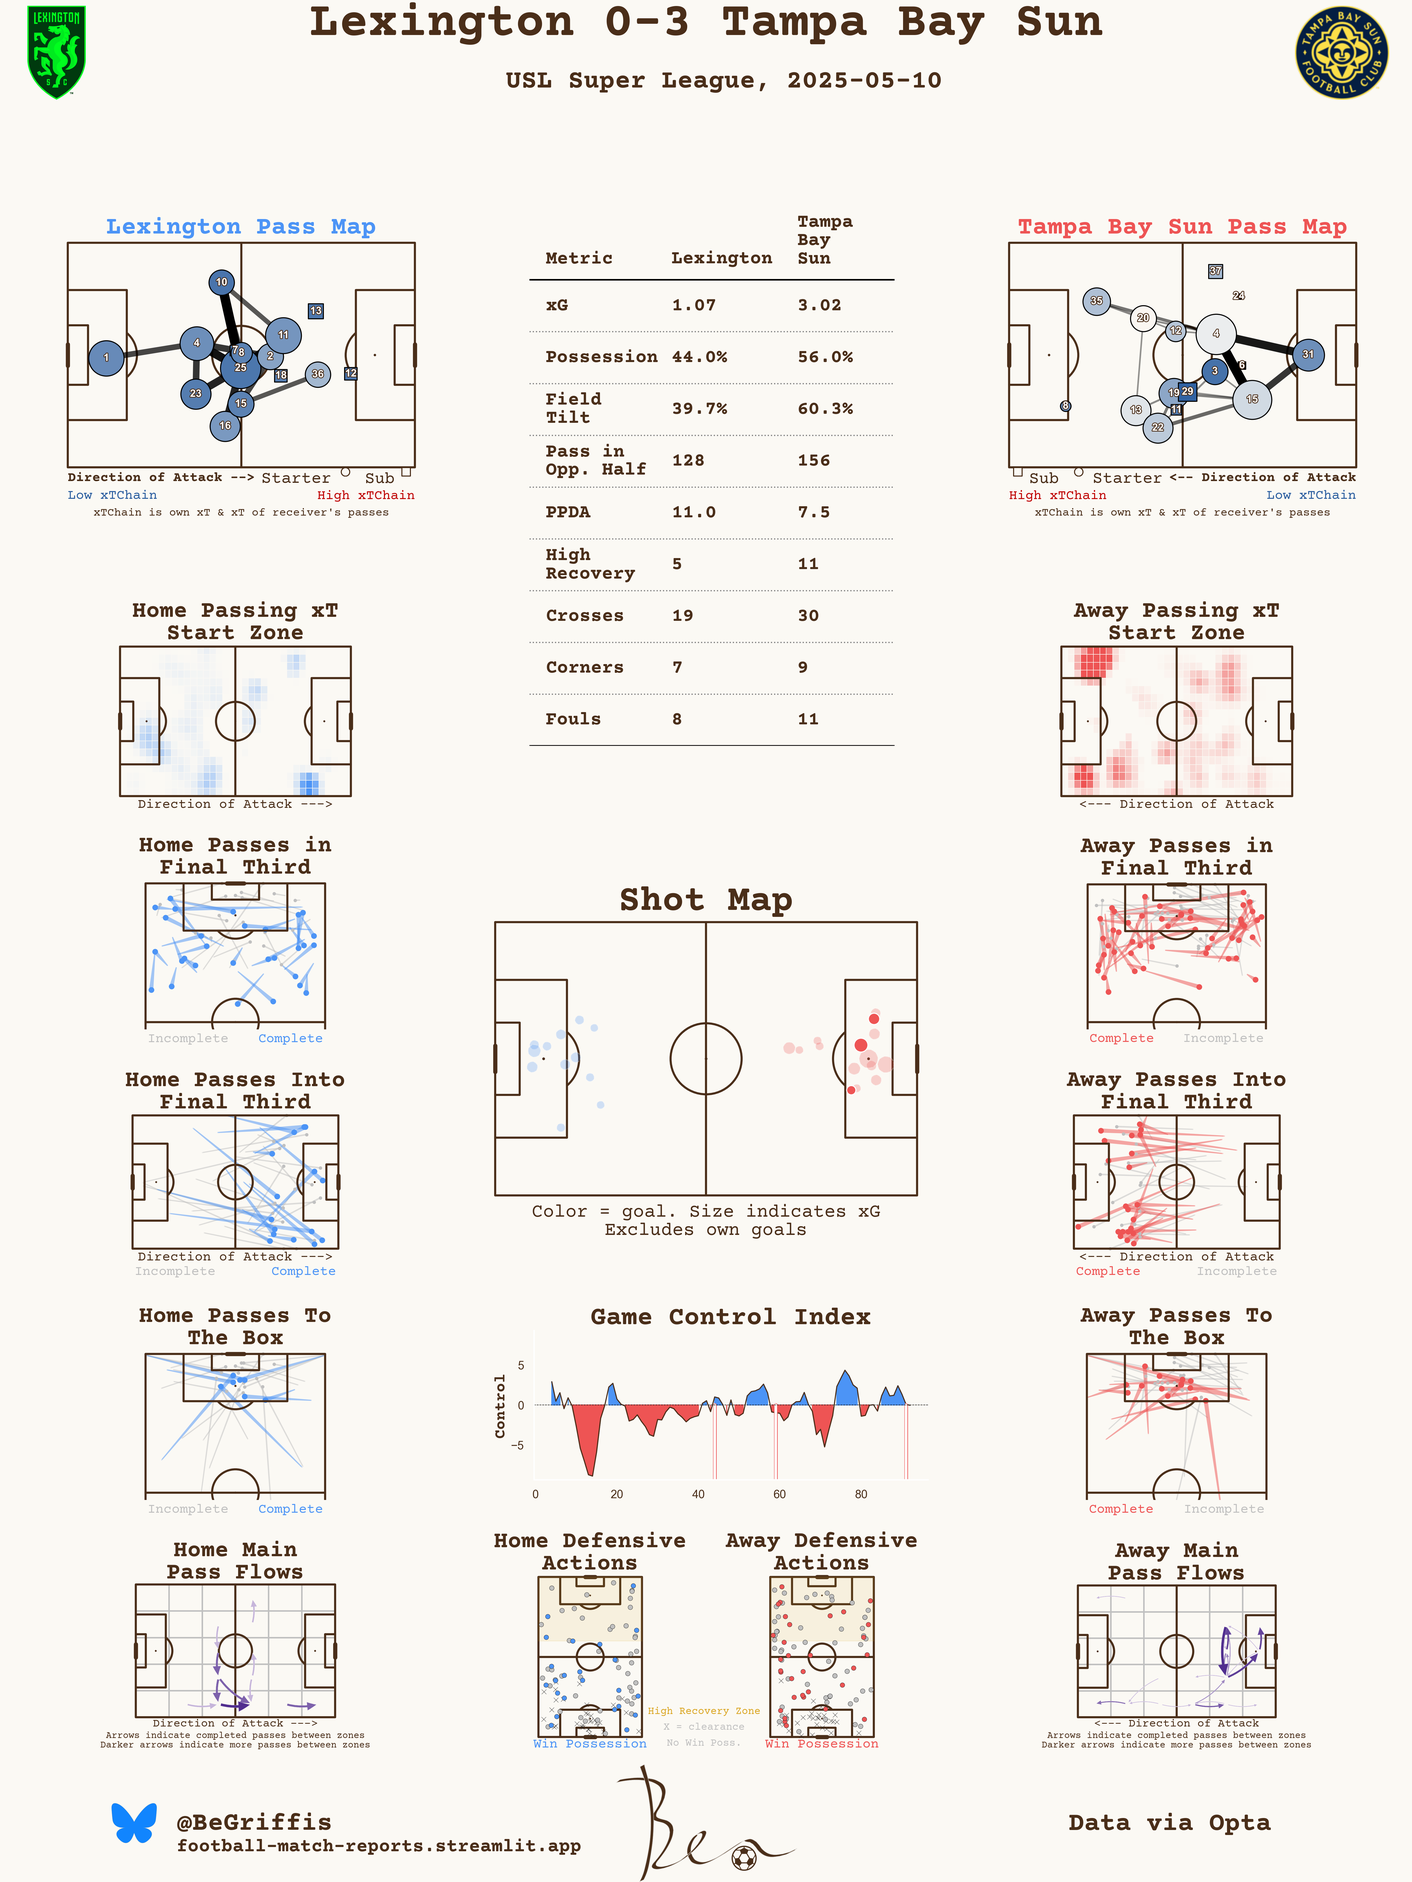 Lexington 0-3 Tampa Bay Sun
USL Super League, 2025-05-10
LEXINGTON
SC
TAMPA BAY SUN
FOOTBALL CLUB
Lexington Pass Map
10
13
11
4
7
8
2
1
25
18
36
12
23
15
16
Direction of Attack --> Starter Sub
Low xTChain High xTChain
xTChain is own xT & xT of receiver's passes
Metric Lexington Tampa Bay Sun
xG 1.07 3.02
Possession 44.0% 56.0%
Field Tilt 39.7% 60.3%
Pass in Opp. Half 128 156
PPDA 11.0 7.5
High Recovery 5 11
Crosses 19 30
Corners 7 9
Fouls 8 11
Tampa Bay Sun Pass Map
37
24
35
20
12
4
31
6
3
19
29
15
8
13
11
22
Sub Starter <-- Direction of Attack
High xTChain Low xTChain
xTChain is own xT & xT of receiver's passes
Home Passing xT
Start Zone
Direction of Attack --->
Away Passing xT
Start Zone
<--- Direction of Attack
Home Passes in
Final Third
Incomplete Complete
Away Passes in
Final Third
Complete Incomplete
Shot Map
Color = goal. Size indicates xG
Excludes own goals
Home Passes Into
Final Third
Direction of Attack --->
Incomplete Complete
Away Passes Into
Final Third
<--- Direction of Attack
Complete Incomplete
Home Passes To
The Box
Incomplete Complete
Game Control Index
Control
5
0
−5
0 20 40 60 80
Away Passes To
The Box
Complete Incomplete
Home Main
Pass Flows
Direction of Attack --->
Arrows indicate completed passes between zones
Darker arrows indicate more passes between zones
Home Defensive
Actions
Win Possession
High Recovery Zone
X = clearance
No Win Poss.
Away Defensive
Actions
Win Possession
Away Main
Pass Flows
<--- Direction of Attack
Arrows indicate completed passes between zones
Darker arrows indicate more passes between zones
@BeGriffis
football-match-reports.streamlit.app
Ben
Data via Opta